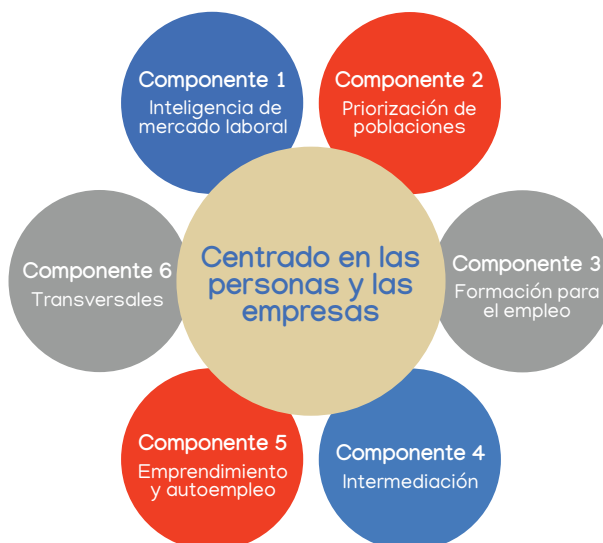 Componente 1
Inteligencia de
mercado laboral
Componente 2
Priorización de
poblaciones
Centrado en las
personas y las
empresas
Componente 3
Formación para
el empleo
Componente 4
Intermediación
Componente 5
Emprendimiento
y autoempleo
Componente 6
Transversales